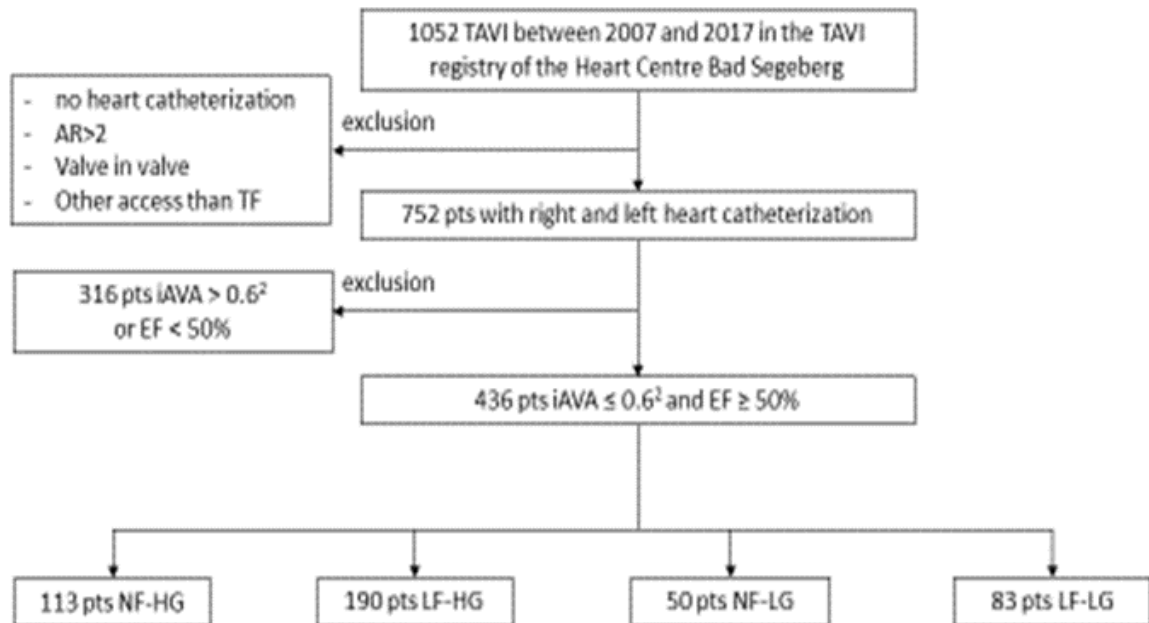 1052 TAVI between 2007 and 2017 in the TAVI
registry of the Heart Centre Bad Segeberg
- no heart catheterization
- AR>2
- Valve in valve
- Other access than TF
exclusion
752 pts with right and left heart catheterization
316 pts iAVA > 0.6²
or EF < 50%
exclusion
436 pts iAVA ≤ 0.6² and EF ≥ 50%
113 pts NF-HG
190 pts LF-HG
50 pts NF-LG
83 pts LF-LG